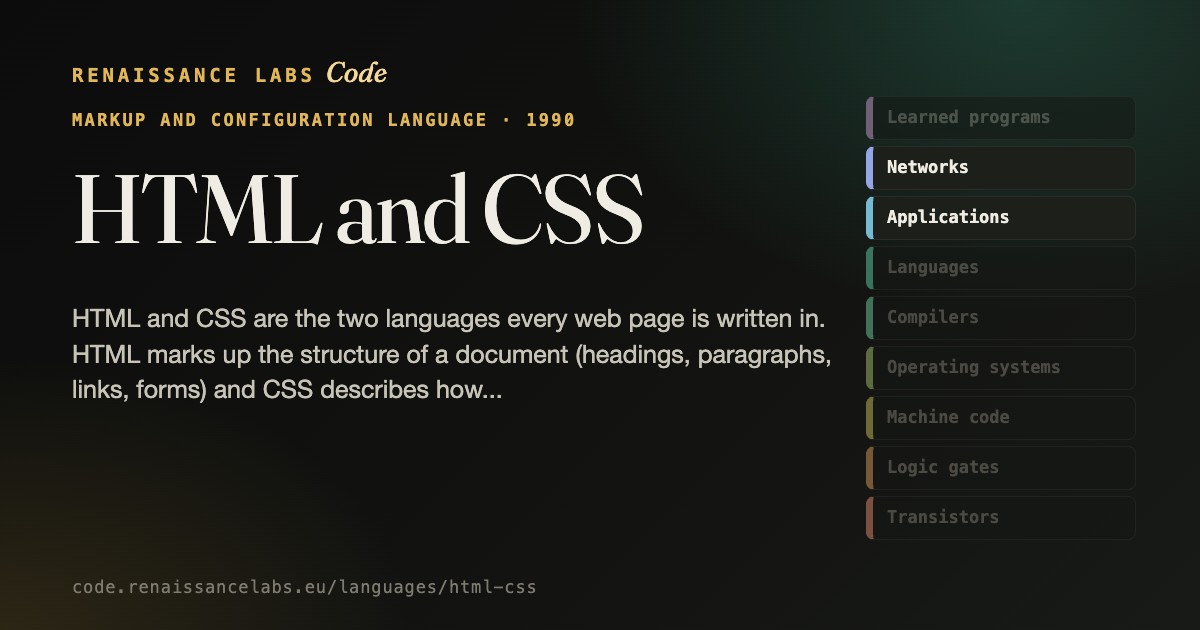 RENAISSANCE LABS Code
MARKUP AND CONFIGURATION LANGUAGE · 1990
HTML and CSS
HTML and CSS are the two languages every web page is written in.
HTML marks up the structure of a document (headings, paragraphs,
links, forms) and CSS describes how...
Learned programs
Networks
Applications
Languages
Compilers
Operating systems
Machine code
Logic gates
Transistors
code.renaissancelabs.eu/languages/html-css